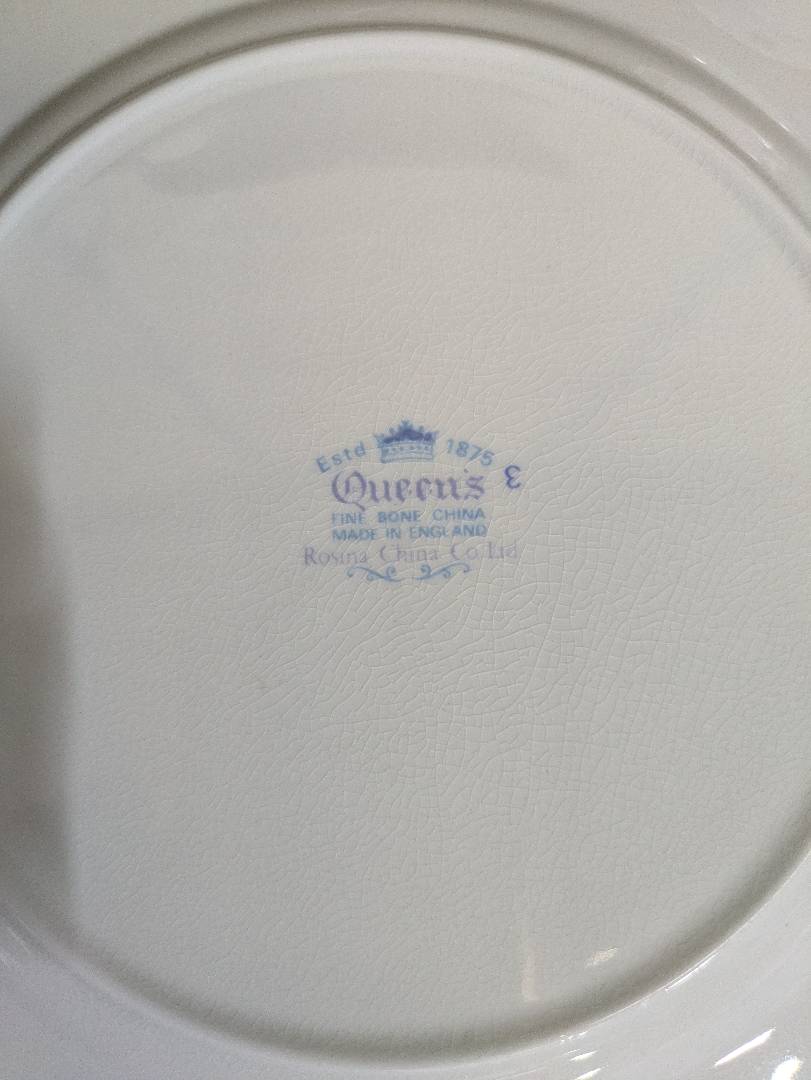 Estd 1875
Queen's ε
FINE BONE CHINA
MADE IN ENGLAND
Rosina China Co Ltd